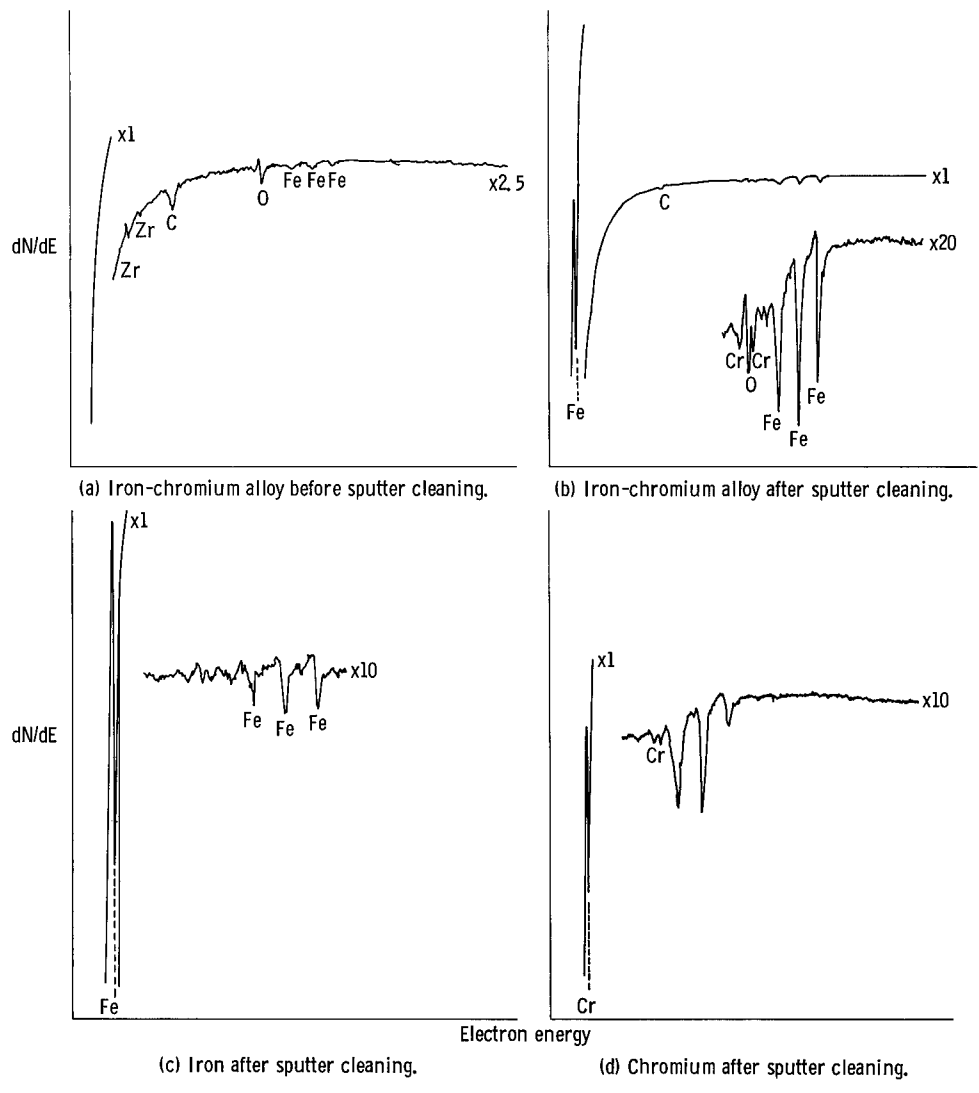 x1
x2.5
Fe Fe Fe
O
C
Zr
Zr
dN/dE
(a) Iron-chromium alloy before sputter cleaning.
x1
C
x20
Cr
Cr
O
Fe
Fe
Fe
Fe
(b) Iron-chromium alloy after sputter cleaning.
x1
x10
Fe
Fe
Fe
dN/dE
Fe
(c) Iron after sputter cleaning.
x1
x10
Cr
Cr
Electron energy
(d) Chromium after sputter cleaning.